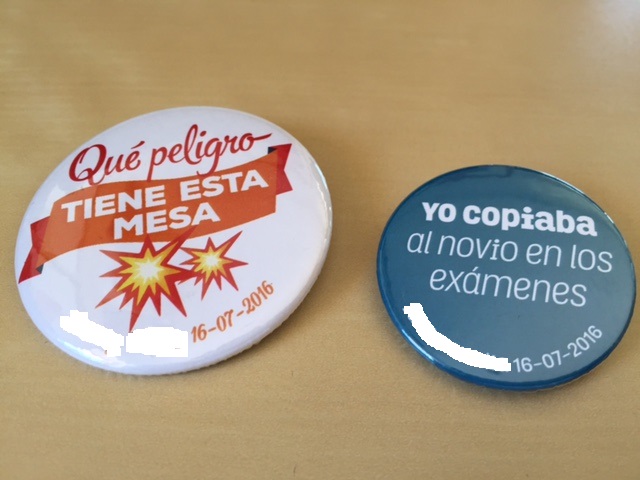 Qué peligro
TIENE ESTA
MESA
16-07-2016
YO copiaba
al novio en los
exámenes
16-07-2016